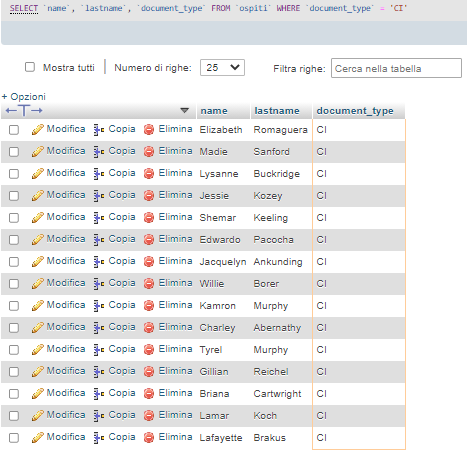 SELECT `name`, `lastname`, `document_type` FROM `ospiti` WHERE `document_type` = 'CI'
Mostra tutti | Numero di righe: 25 Filtra righe: Cerca nella tabella
+ Opzioni
←T→ name lastname document_type
Modifica Copia Elimina Elizabeth Romaguera CI
Modifica Copia Elimina Madie Sanford CI
Modifica Copia Elimina Lysanne Buckridge CI
Modifica Copia Elimina Jessie Kozey CI
Modifica Copia Elimina Shemar Keeling CI
Modifica Copia Elimina Edwardo Pacocha CI
Modifica Copia Elimina Jacquelyn Ankunding CI
Modifica Copia Elimina Willie Borer CI
Modifica Copia Elimina Kamron Murphy CI
Modifica Copia Elimina Charley Abernathy CI
Modifica Copia Elimina Tyrel Murphy CI
Modifica Copia Elimina Gillian Reichel CI
Modifica Copia Elimina Briana Cartwright CI
Modifica Copia Elimina Lamar Koch CI
Modifica Copia Elimina Lafayette Brakus CI